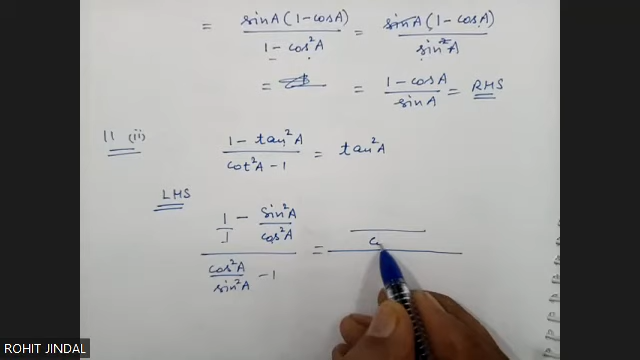 = sinA(1-cosA) / 1-cos²A = sinA(1-cosA) / sin²A
= = 1-cosA / sinA = RHS
11 (ii) 1-tan²A / cot²A-1 = tan²A
LHS
1/1 - sin²A/cos²A / cos²A/sin²A - 1 = / c
ROHIT JINDAL